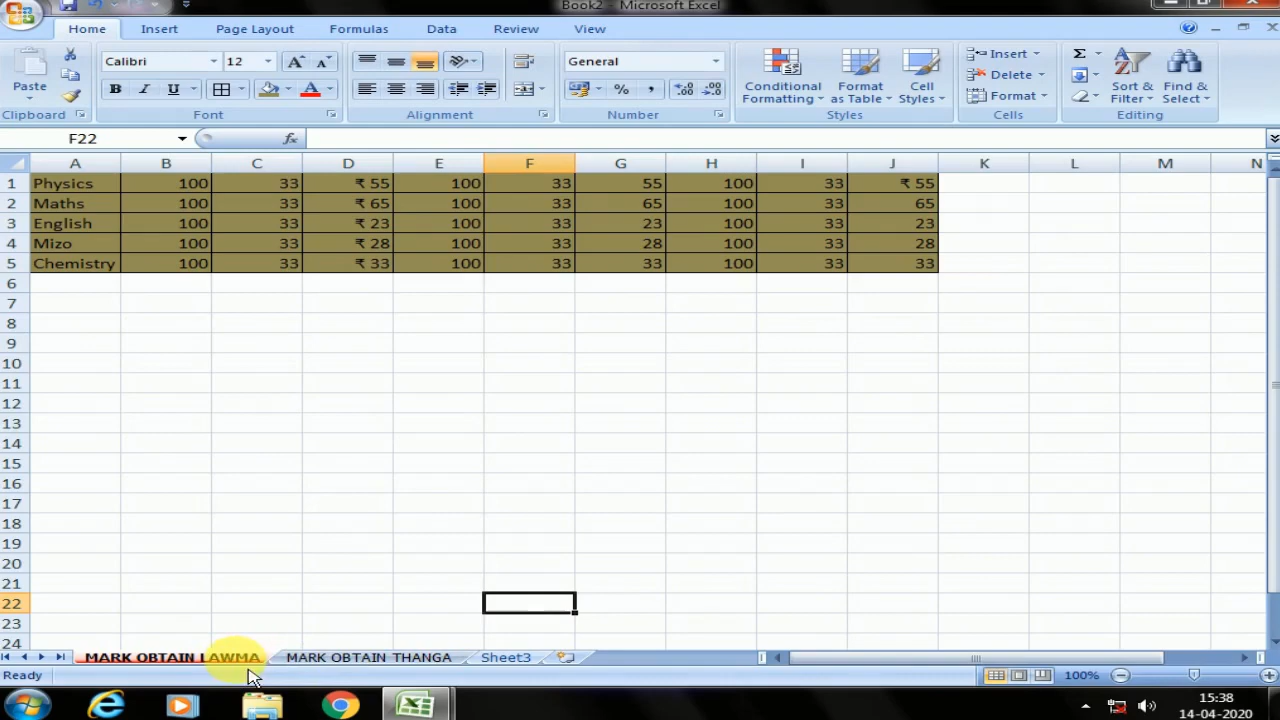 Book2 - Microsoft Excel
Home Insert Page Layout Formulas Data Review View
Calibri 12 General
Paste Conditional Formatting Format as Table Cell Styles Insert Delete Format Sort & Filter Find & Select
Clipboard Font Alignment Number Styles Cells Editing
F22 fx
A B C D E F G H I J K L M N
1 Physics 100 33 ₹ 55 100 33 55 100 33 ₹ 55
2 Maths 100 33 ₹ 65 100 33 65 100 33 65
3 English 100 33 ₹ 23 100 33 23 100 33 23
4 Mizo 100 33 ₹ 28 100 33 28 100 33 28
5 Chemistry 100 33 ₹ 33 100 33 33 100 33 33
6
7
8
9
10
11
12
13
14
15
16
17
18
19
20
21
22
23
24
MARK OBTAIN LAWMA MARK OBTAIN THANGA Sheet3
Ready 100%
15:38
14-04-2020